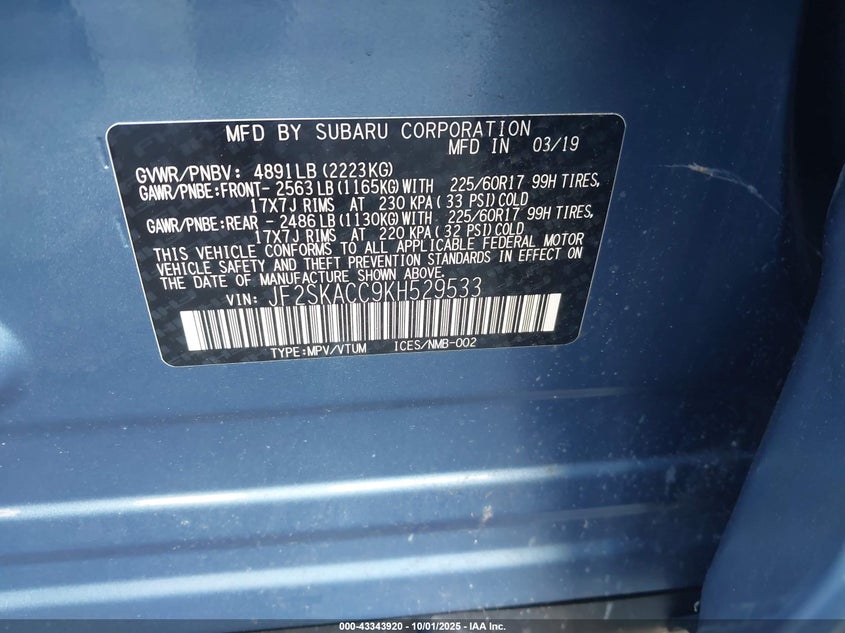 MFD BY SUBARU CORPORATION
MFD IN 03/19
GVWR/PNBV: 4891LB(2223KG)
GAWR/PNBE:FRONT-2563LB(1165KG)WITH 225/60R17 99H TIRES,
17X7J RIMS AT 230 KPA(33 PSI)COLD
GAWR/PNBE:REAR -2486LB(1130KG)WITH 225/60R17 99H TIRES,
17X7J RIMS AT 220 KPA(32 PSI)COLD
THIS VEHICLE CONFORMS TO ALL APPLICABLE FEDERAL MOTOR
VEHICLE SAFETY AND THEFT PREVENTION STANDARDS IN EFFECT ON
THE DATE OF MANUFACTURE SHOWN ABOVE.
VIN: JF2SKACC9KH529533
TYPE:MPV/VTUM ICES/NMB-002
000-43343920 - 10/01/2025 - IAA Inc.